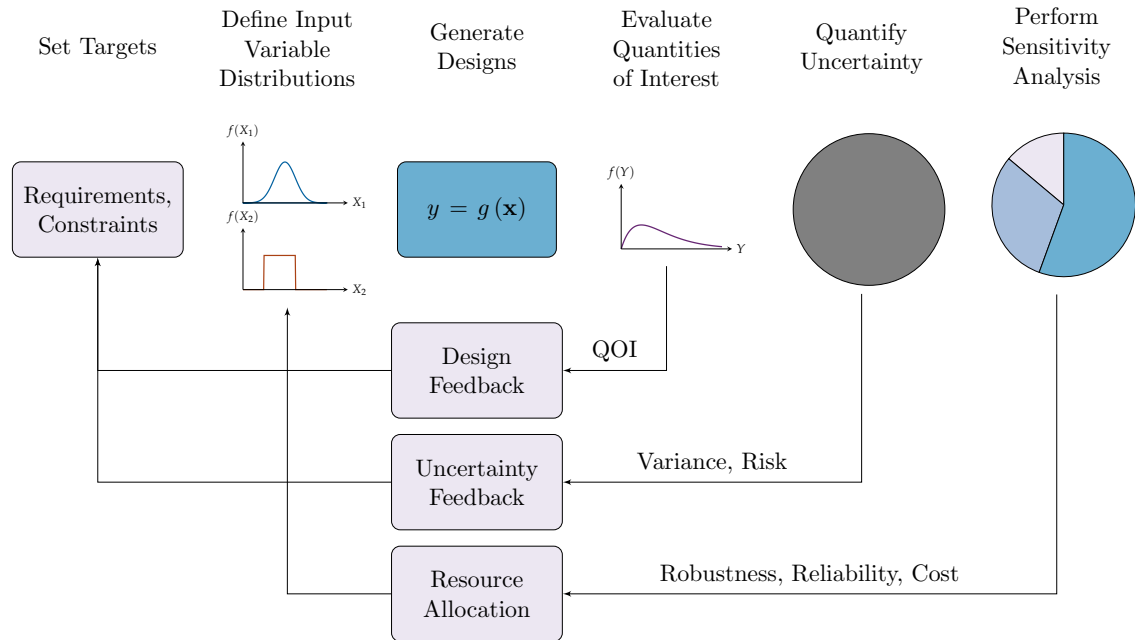 Set Targets
Define Input
Variable
Distributions
Generate
Designs
Evaluate
Quantities
of Interest
Quantify
Uncertainty
Perform
Sensitivity
Analysis
Requirements,
Constraints
f(X₁)
X₁
f(X₂)
X₂
y = g(𝐱)
f(Y)
Y
Design
Feedback
QOI
Uncertainty
Feedback
Variance, Risk
Resource
Allocation
Robustness, Reliability, Cost